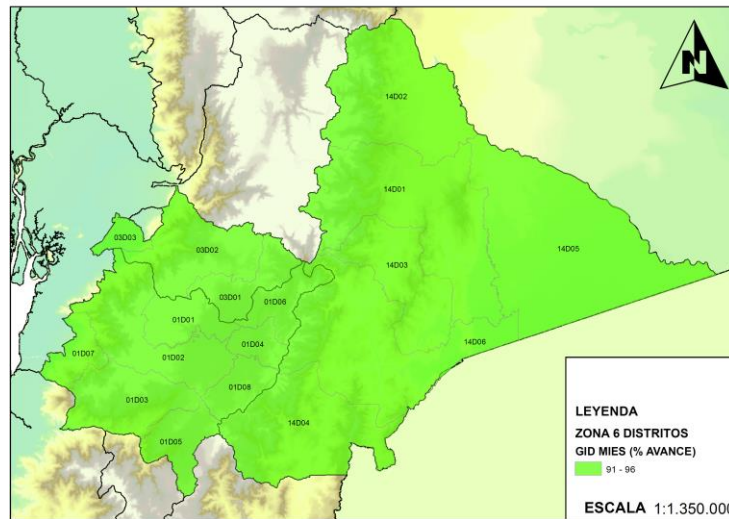 N
14D02
14D01
03D03
03D02
14D05
14D03
03D01
01D06
01D01
01D04
14D06
01D07
01D02
01D08
01D03
14D04
01D05
LEYENDA
ZONA 6 DISTRITOS
GID MIES (% AVANCE)
91 - 96
ESCALA 1:1.350.000